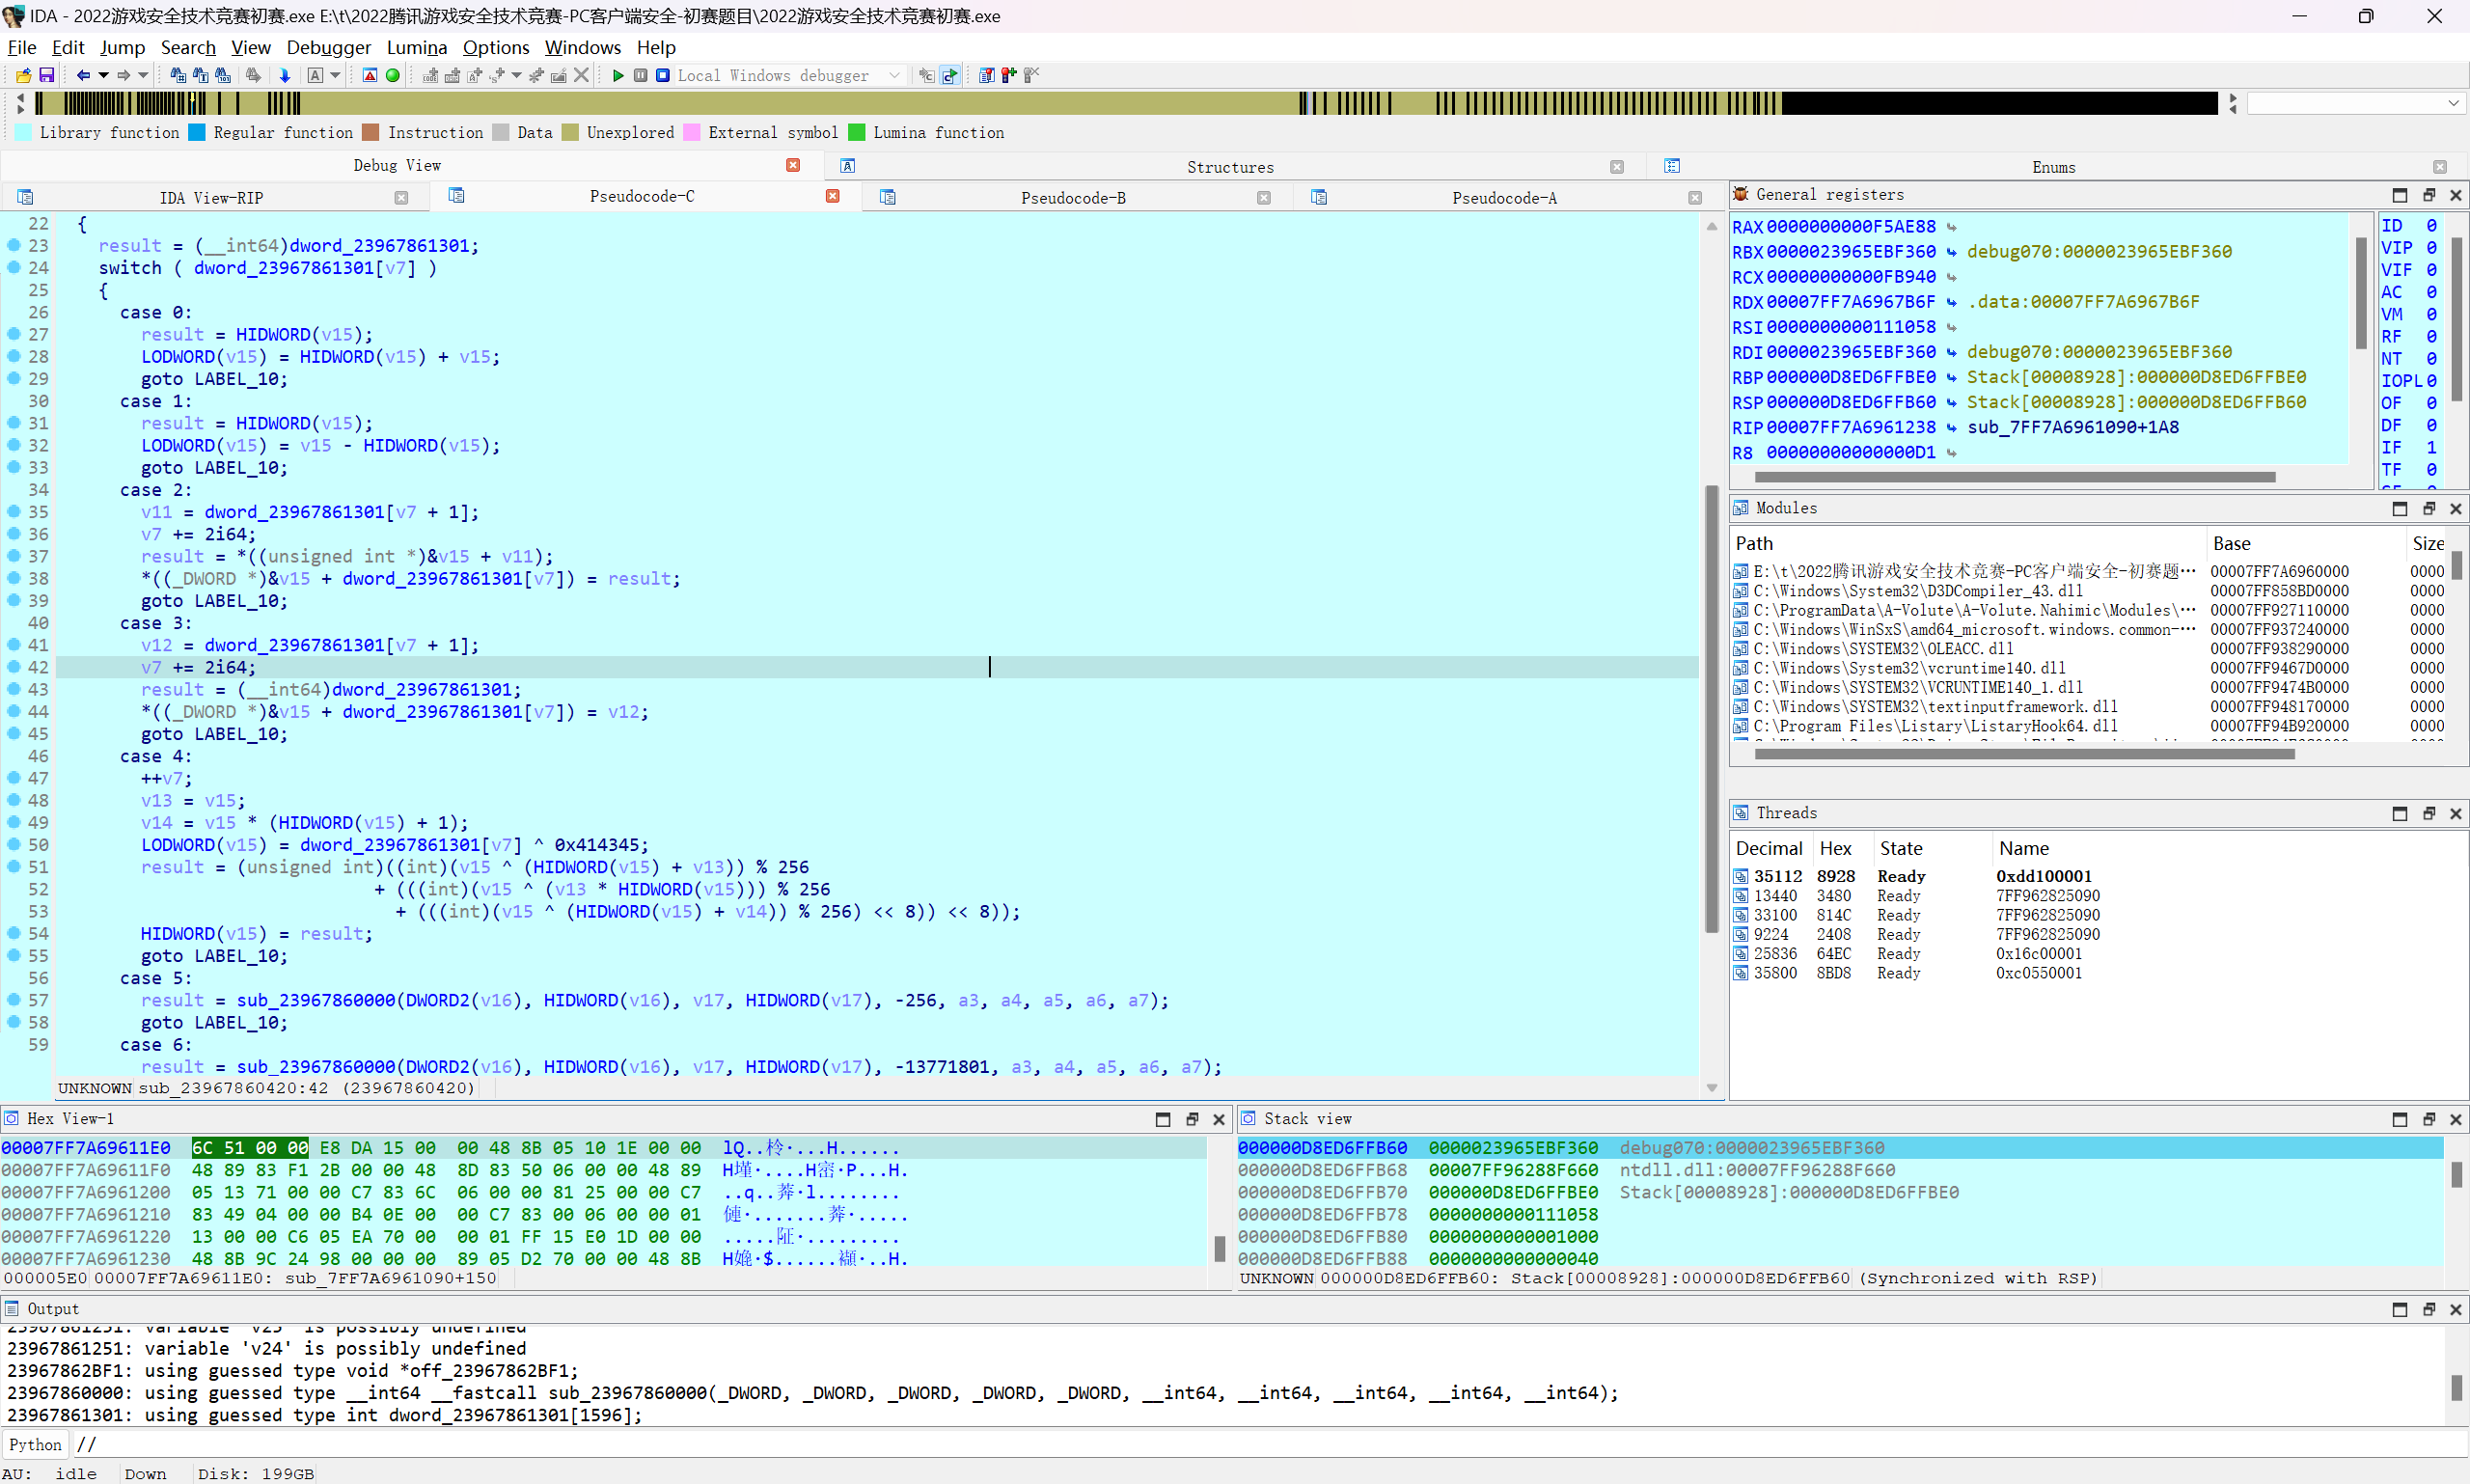 IDA - 2022游戏安全技术竞赛初赛.exe E:\t\2022腾讯游戏安全技术竞赛-PC客户端安全-初赛题目\2022游戏安全技术竞赛初赛.exe
File Edit Jump Search View Debugger Lumina Options Windows Help
Local Windows debugger
Library function Regular function Instruction Data Unexplored External symbol Lumina function
Debug View Structures Enums
IDA View-RIP Pseudocode-C Pseudocode-B Pseudocode-A
22 {
23 result = (__int64)dword_23967861301;
24 switch ( dword_23967861301[v7] )
25 {
26 case 0:
27 result = HIDWORD(v15);
28 LODWORD(v15) = HIDWORD(v15) + v15;
29 goto LABEL_10;
30 case 1:
31 result = HIDWORD(v15);
32 LODWORD(v15) = v15 - HIDWORD(v15);
33 goto LABEL_10;
34 case 2:
35 v11 = dword_23967861301[v7 + 1];
36 v7 += 2i64;
37 result = *((unsigned int *)&v15 + v11);
38 *((_DWORD *)&v15 + dword_23967861301[v7]) = result;
39 goto LABEL_10;
40 case 3:
41 v12 = dword_23967861301[v7 + 1];
42 v7 += 2i64;
43 result = (__int64)dword_23967861301;
44 *((_DWORD *)&v15 + dword_23967861301[v7]) = v12;
45 goto LABEL_10;
46 case 4:
47 ++v7;
48 v13 = v15;
49 v14 = v15 * (HIDWORD(v15) + 1);
50 LODWORD(v15) = dword_23967861301[v7] ^ 0x414345;
51 result = (unsigned int)((int)(v15 ^ (HIDWORD(v15) + v13)) % 256
52 + (((int)(v15 ^ (v13 * HIDWORD(v15))) % 256
53 + (((int)(v15 ^ (HIDWORD(v15) + v14)) % 256) << 8)) << 8));
54 HIDWORD(v15) = result;
55 goto LABEL_10;
56 case 5:
57 result = sub_23967860000(DWORD2(v16), HIDWORD(v16), v17, HIDWORD(v17), -256, a3, a4, a5, a6, a7);
58 goto LABEL_10;
59 case 6:
result = sub_23967860000(DWORD2(v16), HIDWORD(v16), v17, HIDWORD(v17), -13771801, a3, a4, a5, a6, a7);
UNKNOWN sub_23967860420:42 (23967860420)
General registers
RAX 0000000000F5AE88
RBX 0000023965EBF360 debug070:0000023965EBF360
RCX 00000000000FB940
RDX 00007FF7A6967B6F .data:00007FF7A6967B6F
RSI 0000000000111058
RDI 0000023965EBF360 debug070:0000023965EBF360
RBP 000000D8ED6FFBE0 Stack[00008928]:000000D8ED6FFBE0
RSP 000000D8ED6FFB60 Stack[00008928]:000000D8ED6FFB60
RIP 00007FF7A6961238 sub_7FF7A6961090+1A8
R8 00000000000000D1
ID 0
VIP 0
VIF 0
AC 0
VM 0
RF 0
NT 0
IOPL 0
OF 0
DF 0
IF 1
TF 0
Modules
Path Base Size
E:\t\2022腾讯游戏安全技术竞赛-PC客户端安全-初赛题… 00007FF7A6960000 0000
C:\Windows\System32\D3DCompiler_43.dll 00007FF858BD0000 0000
C:\ProgramData\A-Volute\A-Volute.Nahimic\Modules\… 00007FF927110000 0000
C:\Windows\WinSxS\amd64_microsoft.windows.common-… 00007FF937240000 0000
C:\Windows\SYSTEM32\OLEACC.dll 00007FF938290000 0000
C:\Windows\System32\vcruntime140.dll 00007FF9467D0000 0000
C:\Windows\SYSTEM32\VCRUNTIME140_1.dll 00007FF9474B0000 0000
C:\Windows\SYSTEM32\textinputframework.dll 00007FF948170000 0000
C:\Program Files\Listary\ListaryHook64.dll 00007FF94B920000 0000
Threads
Decimal Hex State Name
35112 8928 Ready 0xdd100001
13440 3480 Ready 7FF962825090
33100 814C Ready 7FF962825090
9224 2408 Ready 7FF962825090
25836 64EC Ready 0x16c00001
35800 8BD8 Ready 0xc0550001
Hex View-1
00007FF7A69611E0 6C 51 00 00 E8 DA 15 00 00 48 8B 05 10 1E 00 00 lQ..柃·...H......
00007FF7A69611F0 48 89 83 F1 2B 00 00 48 8D 83 50 06 00 00 48 89
00007FF7A6961200 05 13 71 00 00 C7 83 6C 06 00 00 81 25 00 00 C7 ..q..莽·l........
00007FF7A6961210 83 49 04 00 00 B4 0E 00 00 C7 83 00 06 00 00 01
00007FF7A6961220 13 00 00 C6 05 EA 70 00 00 01 FF 15 E0 1D 00 00
00007FF7A6961230 48 8B 9C 24 98 00 00 00 89 05 D2 70 00 00 48 8B
000005E0 00007FF7A69611E0: sub_7FF7A6961090+150
Stack view
000000D8ED6FFB60 0000023965EBF360 debug070:0000023965EBF360
000000D8ED6FFB68 00007FF96288F660 ntdll.dll:00007FF96288F660
000000D8ED6FFB70 000000D8ED6FFBE0 Stack[00008928]:000000D8ED6FFBE0
000000D8ED6FFB78 0000000000111058
000000D8ED6FFB80 0000000000001000
000000D8ED6FFB88 0000000000000040
UNKNOWN 000000D8ED6FFB60: Stack[00008928]:000000D8ED6FFB60 (Synchronized with RSP)
Output
23967861251: variable 'v23' is possibly undefined
23967861251: variable 'v24' is possibly undefined
23967862BF1: using guessed type void *off_23967862BF1;
23967860000: using guessed type __int64 __fastcall sub_23967860000(_DWORD, _DWORD, _DWORD, _DWORD, _DWORD, __int64, __int64, __int64, __int64, __int64);
23967861301: using guessed type int dword_23967861301[1596];
Python //
AU: idle Down Disk: 199GB